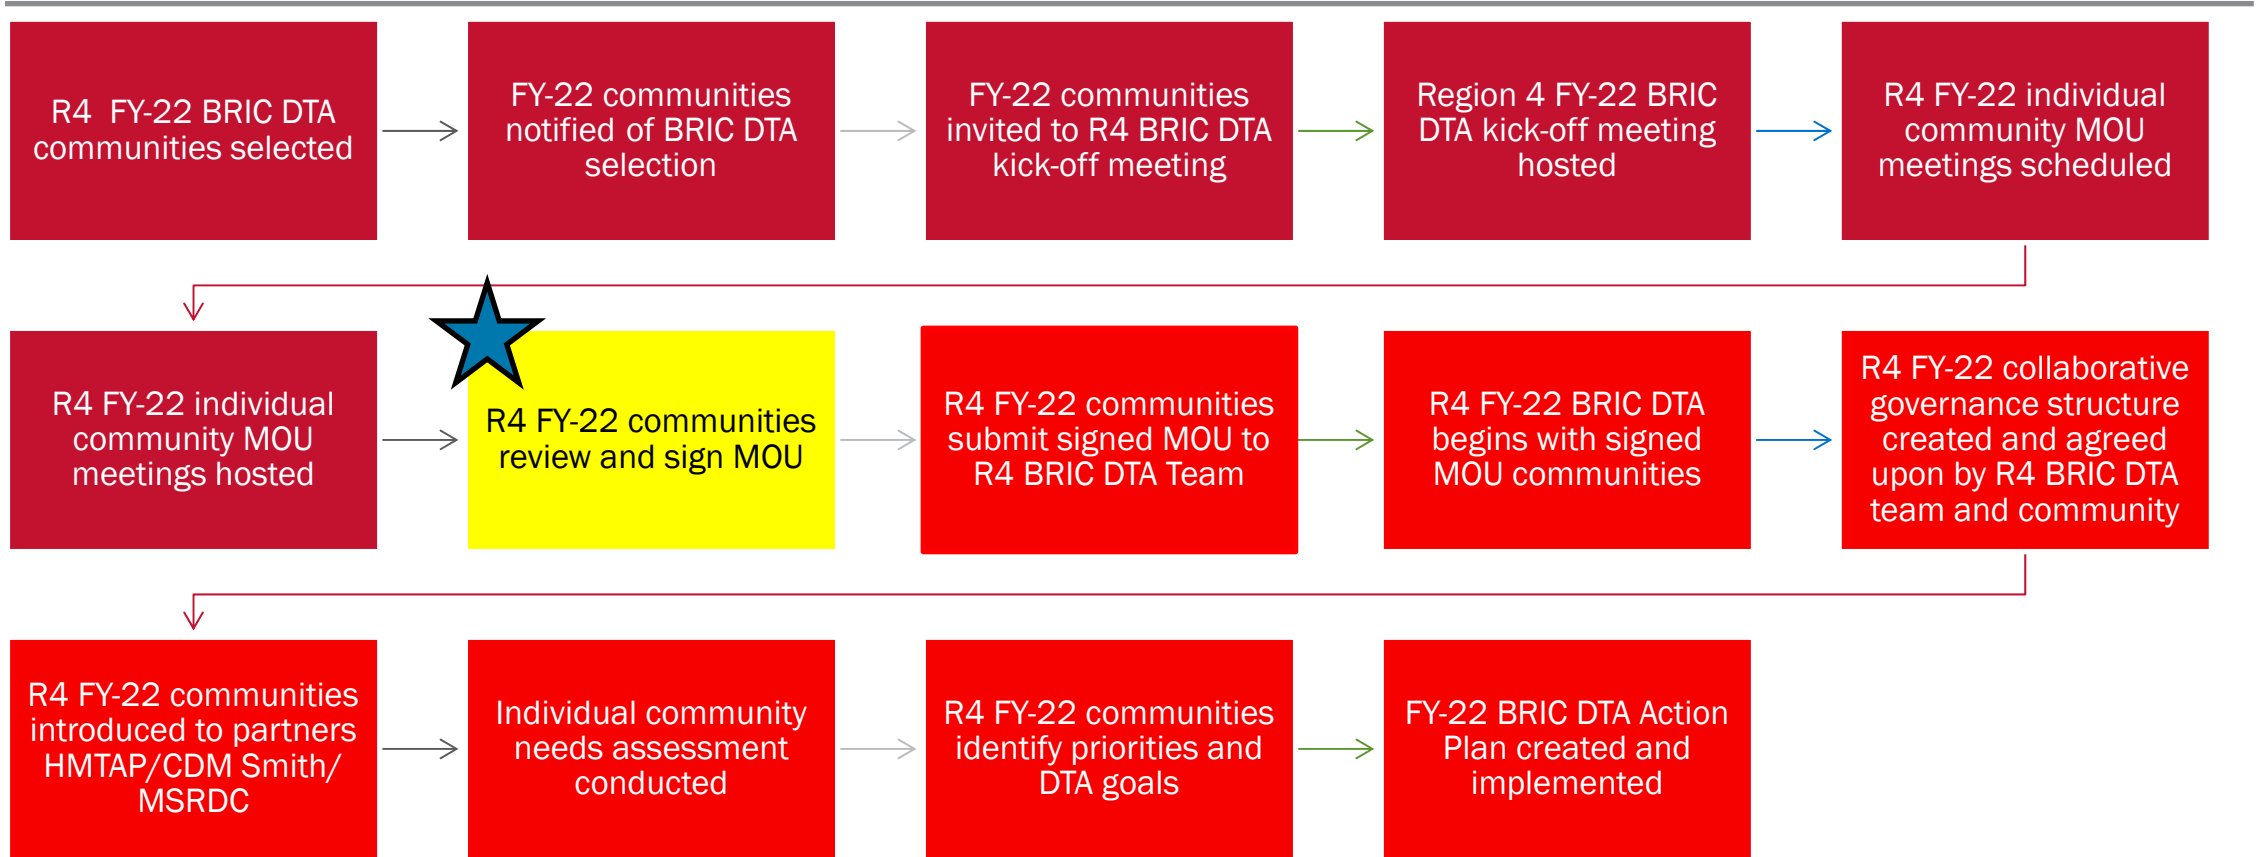 R4 FY-22 BRIC DTA
communities selected
FY-22 communities
notified of BRIC DTA
selection
FY-22 communities
invited to R4 BRIC DTA
kick-off meeting
Region 4 FY-22 BRIC
DTA kick-off meeting
hosted
R4 FY-22 individual
community MOU
meetings scheduled
R4 FY-22 individual
community MOU
meetings hosted
R4 FY-22 communities
review and sign MOU
R4 FY-22 communities
submit signed MOU to
R4 BRIC DTA Team
R4 FY-22 BRIC DTA
begins with signed
MOU communities
R4 FY-22 collaborative
governance structure
created and agreed
upon by R4 BRIC DTA
team and community
R4 FY-22 communities
introduced to partners
HMTAP/CDM Smith/
MSRDC
Individual community
needs assessment
conducted
R4 FY-22 communities
identify priorities and
DTA goals
FY-22 BRIC DTA Action
Plan created and
implemented